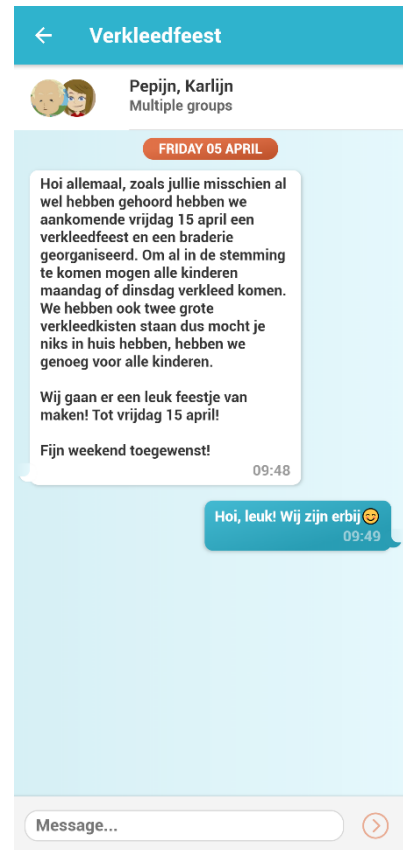 Verkleedfeest
Pepijn, Karlijn
Multiple groups
FRIDAY 05 APRIL
Hoi allemaal, zoals jullie misschien al
wel hebben gehoord hebben we
aankomende vrijdag 15 april een
verkleedfeest en een braderie
georganiseerd. Om al in de stemming
te komen mogen alle kinderen
maandag of dinsdag verkleed komen.
We hebben ook twee grote
verkleedkisten staan dus mocht je
niks in huis hebben, hebben we
genoeg voor alle kinderen.
Wij gaan er een leuk feestje van
maken! Tot vrijdag 15 april!
Fijn weekend toegewenst!
09:48
Hoi, leuk! Wij zijn erbij😊
09:49
Message...